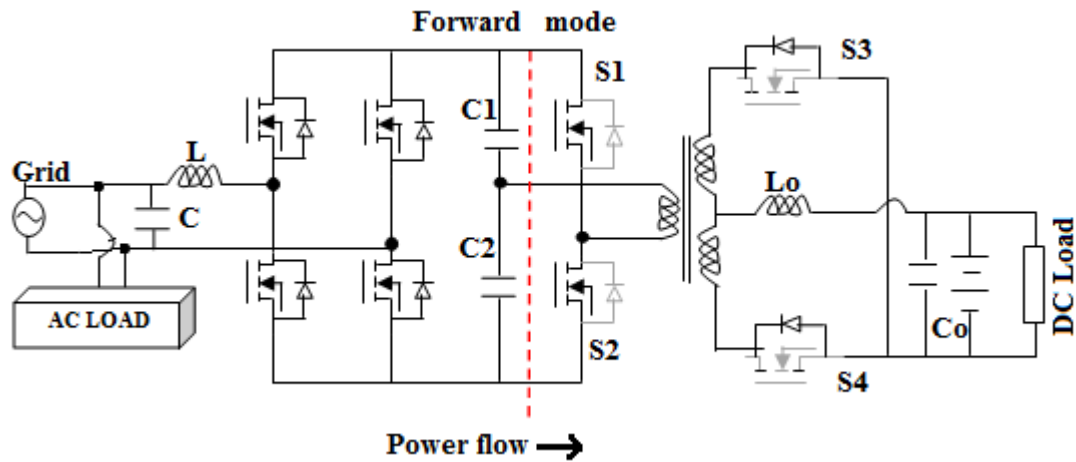 Forward mode
S1
S3
C1
L
Grid
Lo
C
C2
DC Load
AC LOAD
Co
S2
S4
Power flow